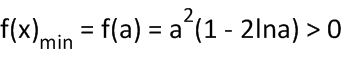 f(x)min = f(a) = a²(1 - 2lna) > 0